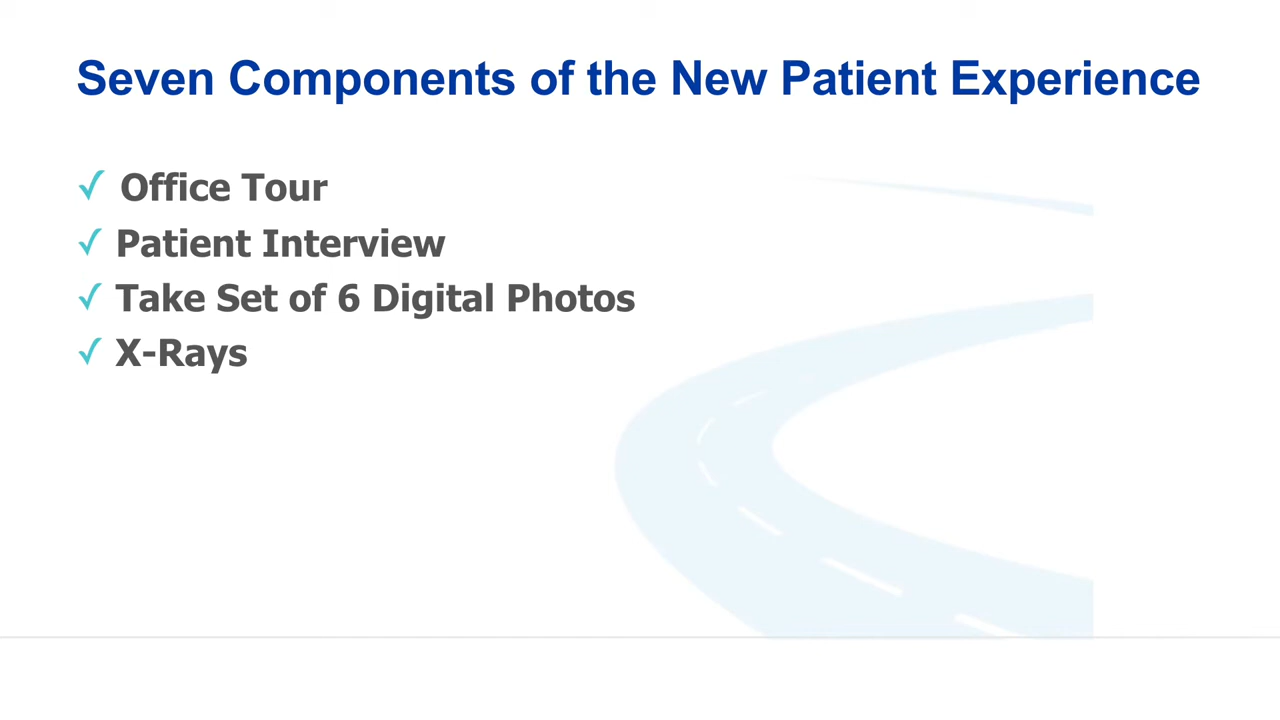 Seven Components of the New Patient Experience
✓ Office Tour
✓ Patient Interview
✓ Take Set of 6 Digital Photos
✓ X-Rays